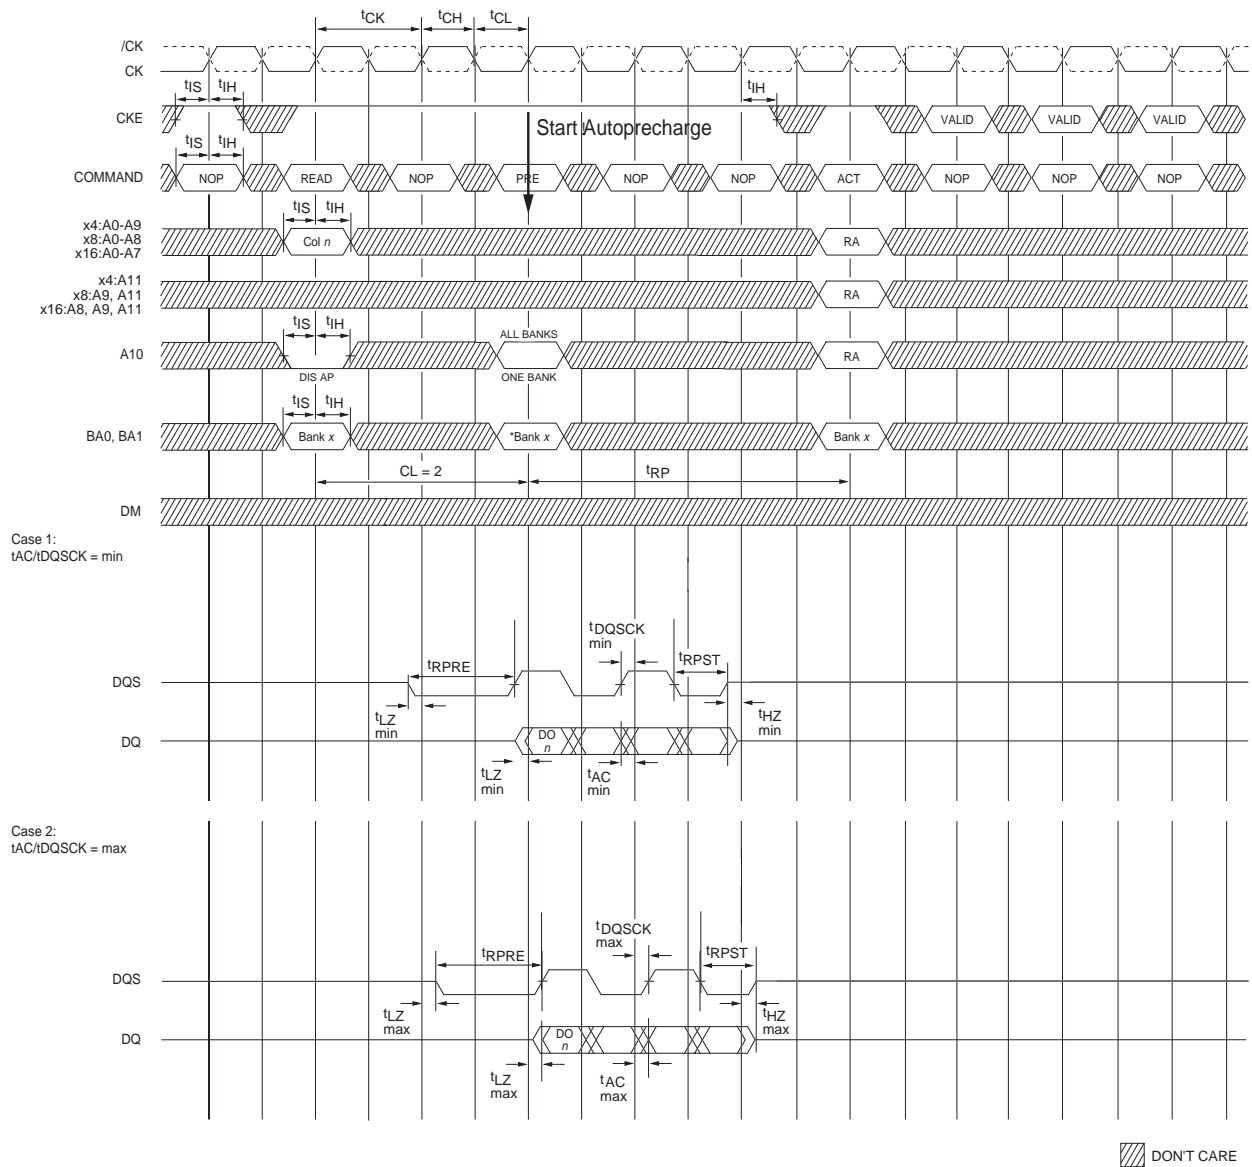 tCK tCH tCL
/CK
CK
tIS tIH tIH
CKE VALID VALID VALID
Start Autoprecharge
tIS tIH
COMMAND NOP READ NOP PRE NOP NOP ACT NOP NOP NOP
tIS tIH
x4:A0-A9
x8:A0-A8
x16:A0-A7
Col n RA
x4:A11
x8:A9, A11
x16:A8, A9, A11
RA
tIS tIH ALL BANKS
A10 RA
DIS AP ONE BANK
tIS tIH
BA0, BA1 Bank x *Bank x Bank x
CL = 2 tRP
DM
Case 1:
tAC/tDQSCK = min
tDQSCK
min
tRPRE tRPST
DQS
tLZ
min
tHZ
min
DQ DO
n
tLZ
min
tAC
min
Case 2:
tAC/tDQSCK = max
tDQSCK
max
tRPRE tRPST
DQS
tLZ
max
tHZ
max
DQ DO
n
tLZ
max
tAC
max
DON'T CARE